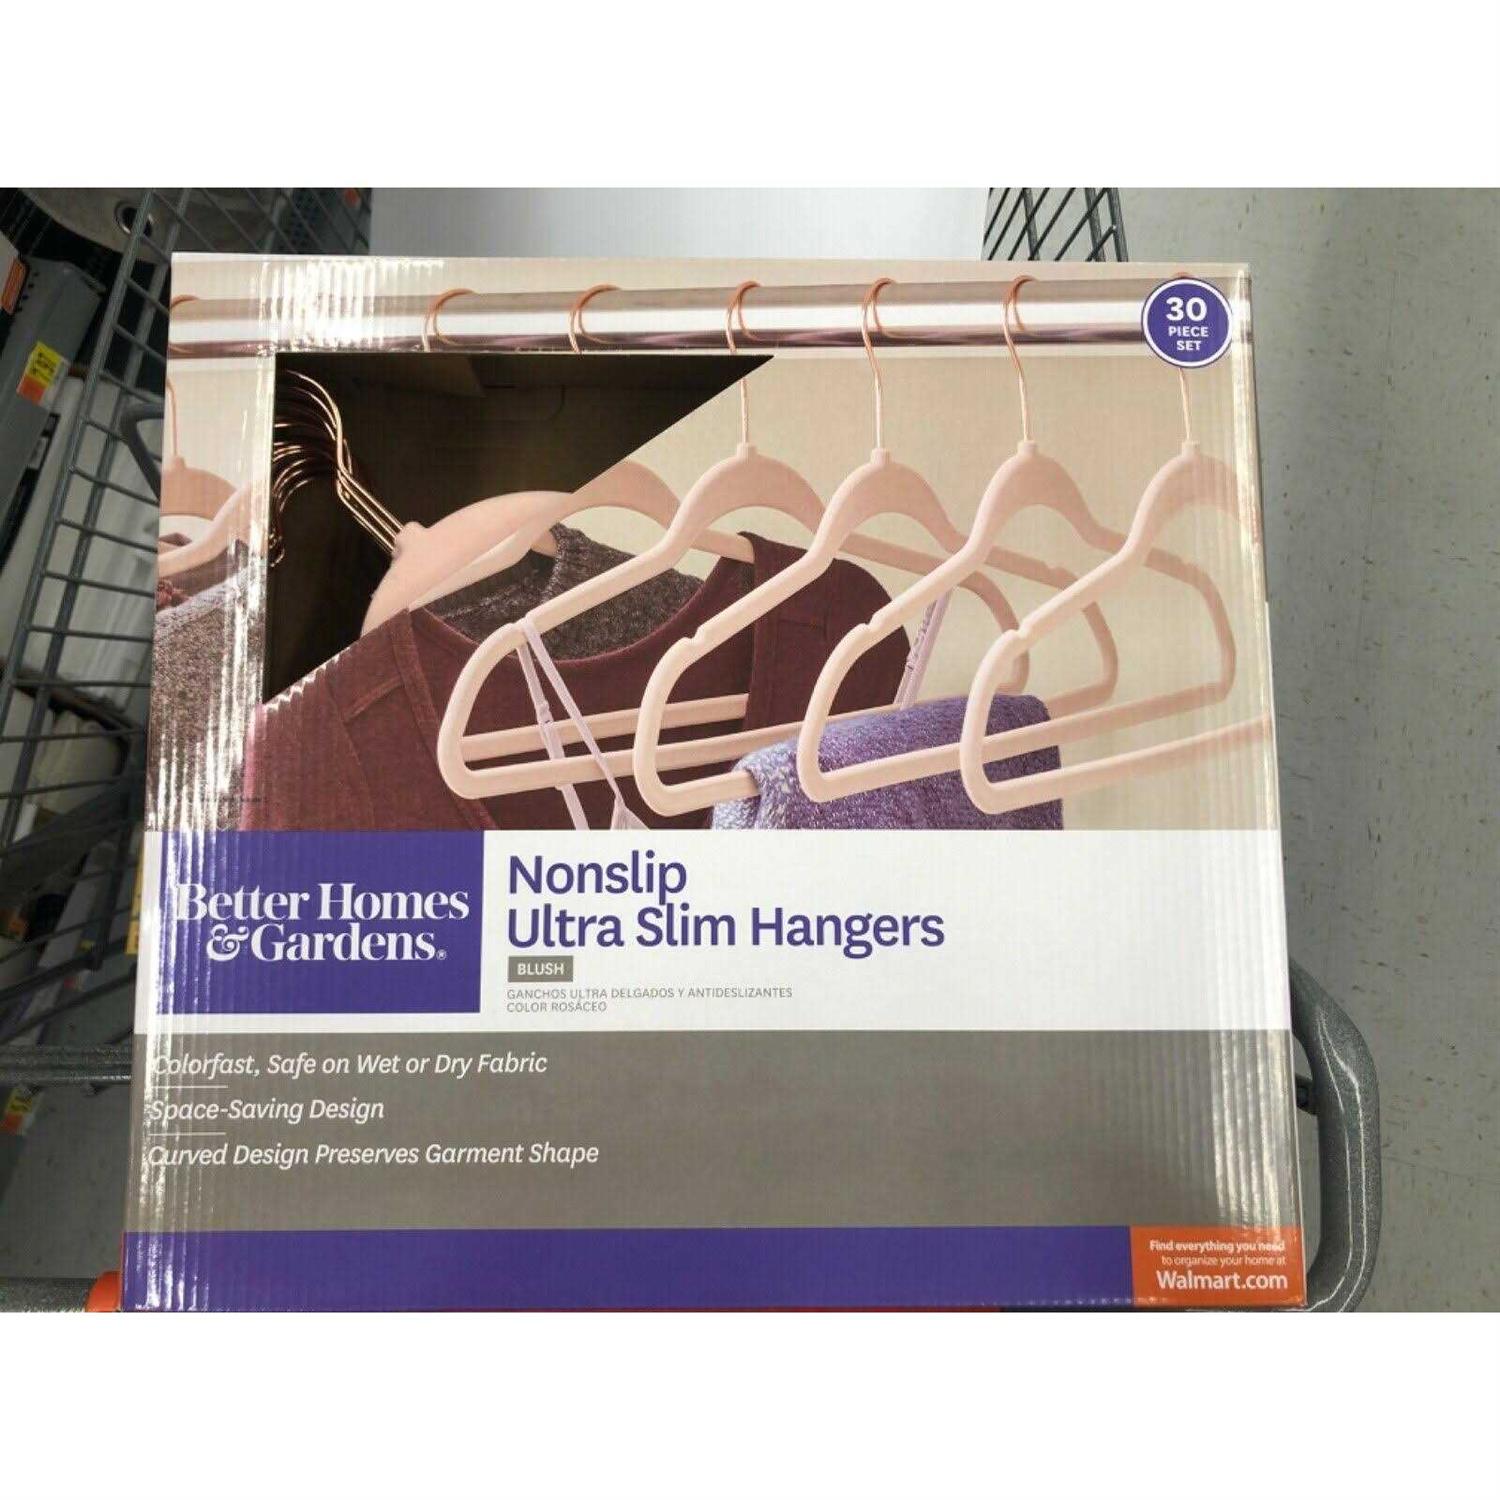 30
PIECE
SET
Better Homes
& Gardens®
Nonslip
Ultra Slim Hangers
BLUSH
GANCHOS ULTRA DELGADOS Y ANTIDESLIZANTES
COLOR ROSÁCEO
Colorfast, Safe on Wet or Dry Fabric
Space-Saving Design
Curved Design Preserves Garment Shape
Find everything you need
to organize your home at
Walmart.com